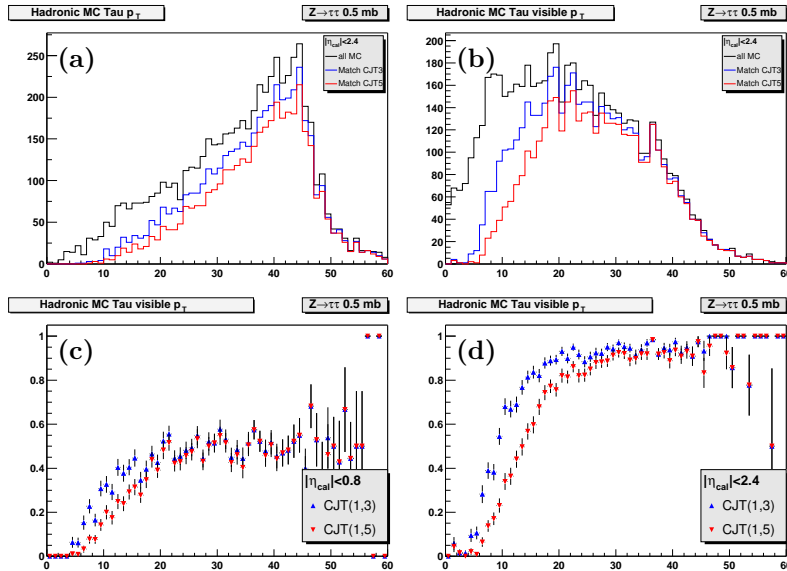 Hadronic MC Tau p_T
Z→ττ 0.5 mb
(a)
|η_cal|<2.4
all MC
Match CJT3
Match CJT5
250
200
150
100
50
0
0 10 20 30 40 50 60
Hadronic MC Tau visible p_T
Z→ττ 0.5 mb
(b)
|η_cal|<2.4
all MC
Match CJT3
Match CJT5
200
180
160
140
120
100
80
60
40
20
0
0 10 20 30 40 50 60
Hadronic MC Tau visible p_T
Z→ττ 0.5 mb
(c)
1
0.8
0.6
0.4
0.2
0
|η_cal|<0.8
CJT(1,3)
CJT(1,5)
0 10 20 30 40 50 60
Hadronic MC Tau visible p_T
Z→ττ 0.5 mb
(d)
1
0.8
0.6
0.4
0.2
0
|η_cal|<2.4
CJT(1,3)
CJT(1,5)
0 10 20 30 40 50 60